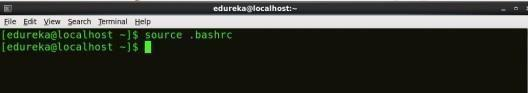 edureka@localhost:~
File Edit View Search Terminal Help
[edureka@localhost ~]$ source .bashrc
[edureka@localhost ~]$